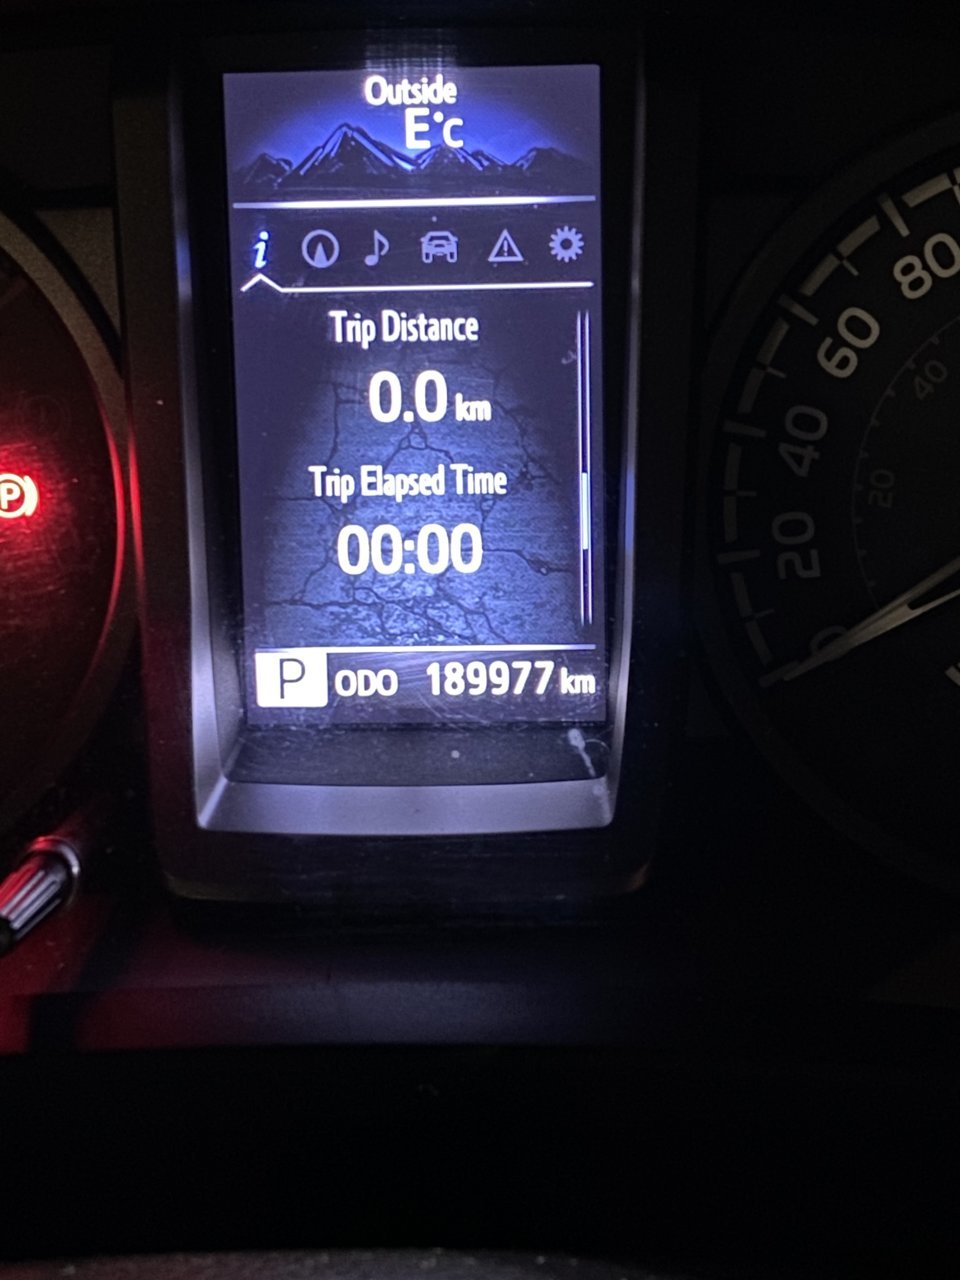 Outside
E°C
i
Trip Distance
0.0 km
Trip Elapsed Time
00:00
P ODO 189977 km
P
80
60
40
20
0
40
20